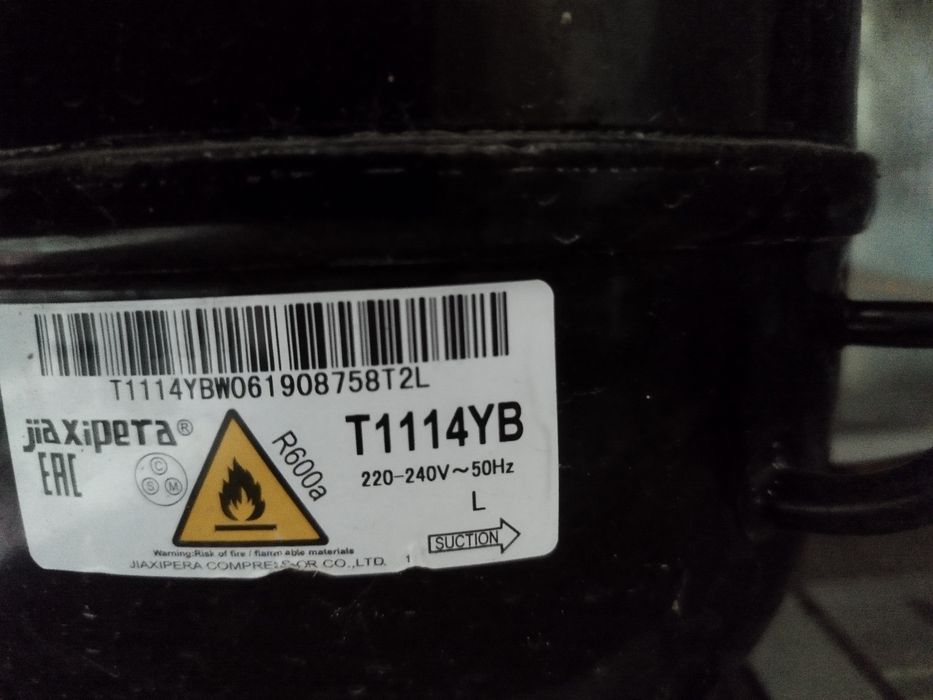 T1114YBW061908758T2L
jiaxipera®
T1114YB
EAC
C
S M
R600a
220-240V~50Hz
L
SUCTION
Warning:Risk of fire / flammable materials
JIAXIPERA COMPRESSOR CO.,LTD. 1